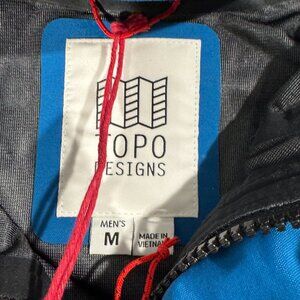 TOPO
DESIGNS
MEN'S
M
MADE IN
VIETNAM